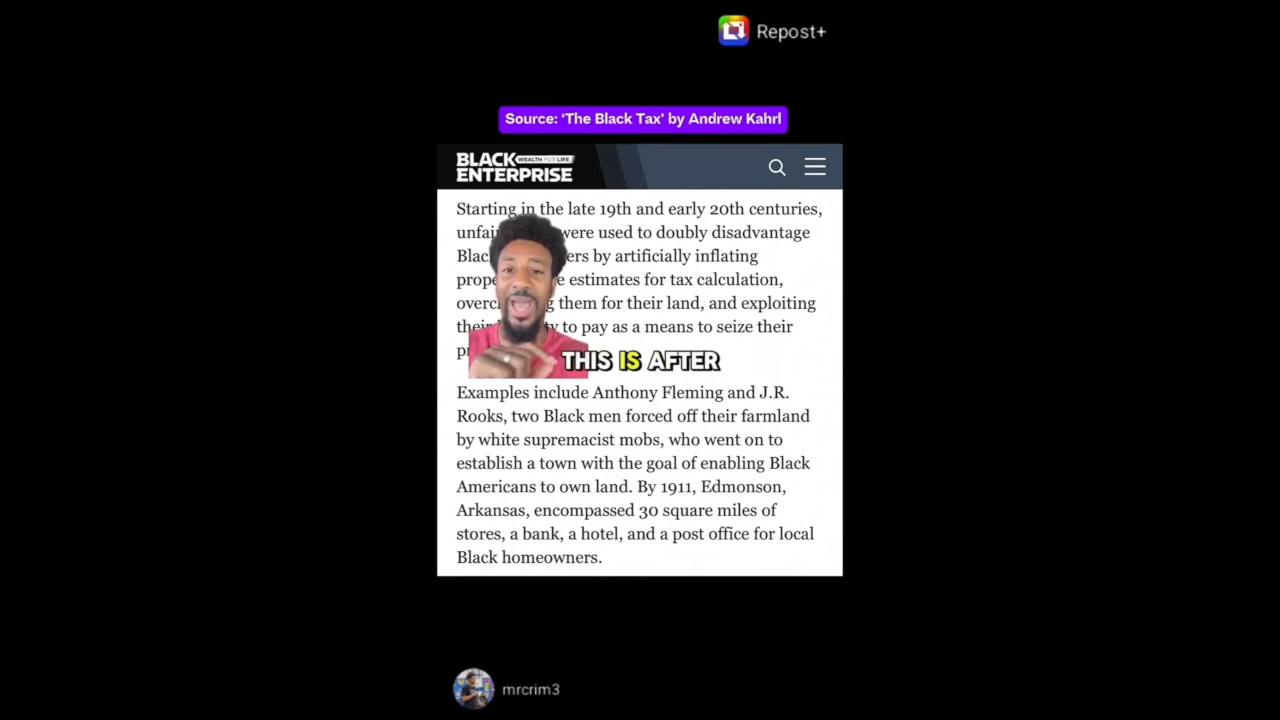 Repost+
Source: ‘The Black Tax’ by Andrew Kahrl
BLACK WEALTH FOR LIFE
ENTERPRISE
Starting in the late 19th and early 20th centuries,
were used to doubly disadvantage
by artificially inflating
estimates for tax calculation,
them for their land, and exploiting
to pay as a means to seize their
THIS IS AFTER
Examples include Anthony Fleming and J.R.
Rooks, two Black men forced off their farmland
by white supremacist mobs, who went on to
establish a town with the goal of enabling Black
Americans to own land. By 1911, Edmonson,
Arkansas, encompassed 30 square miles of
stores, a bank, a hotel, and a post office for local
Black homeowners.
mrcrim3